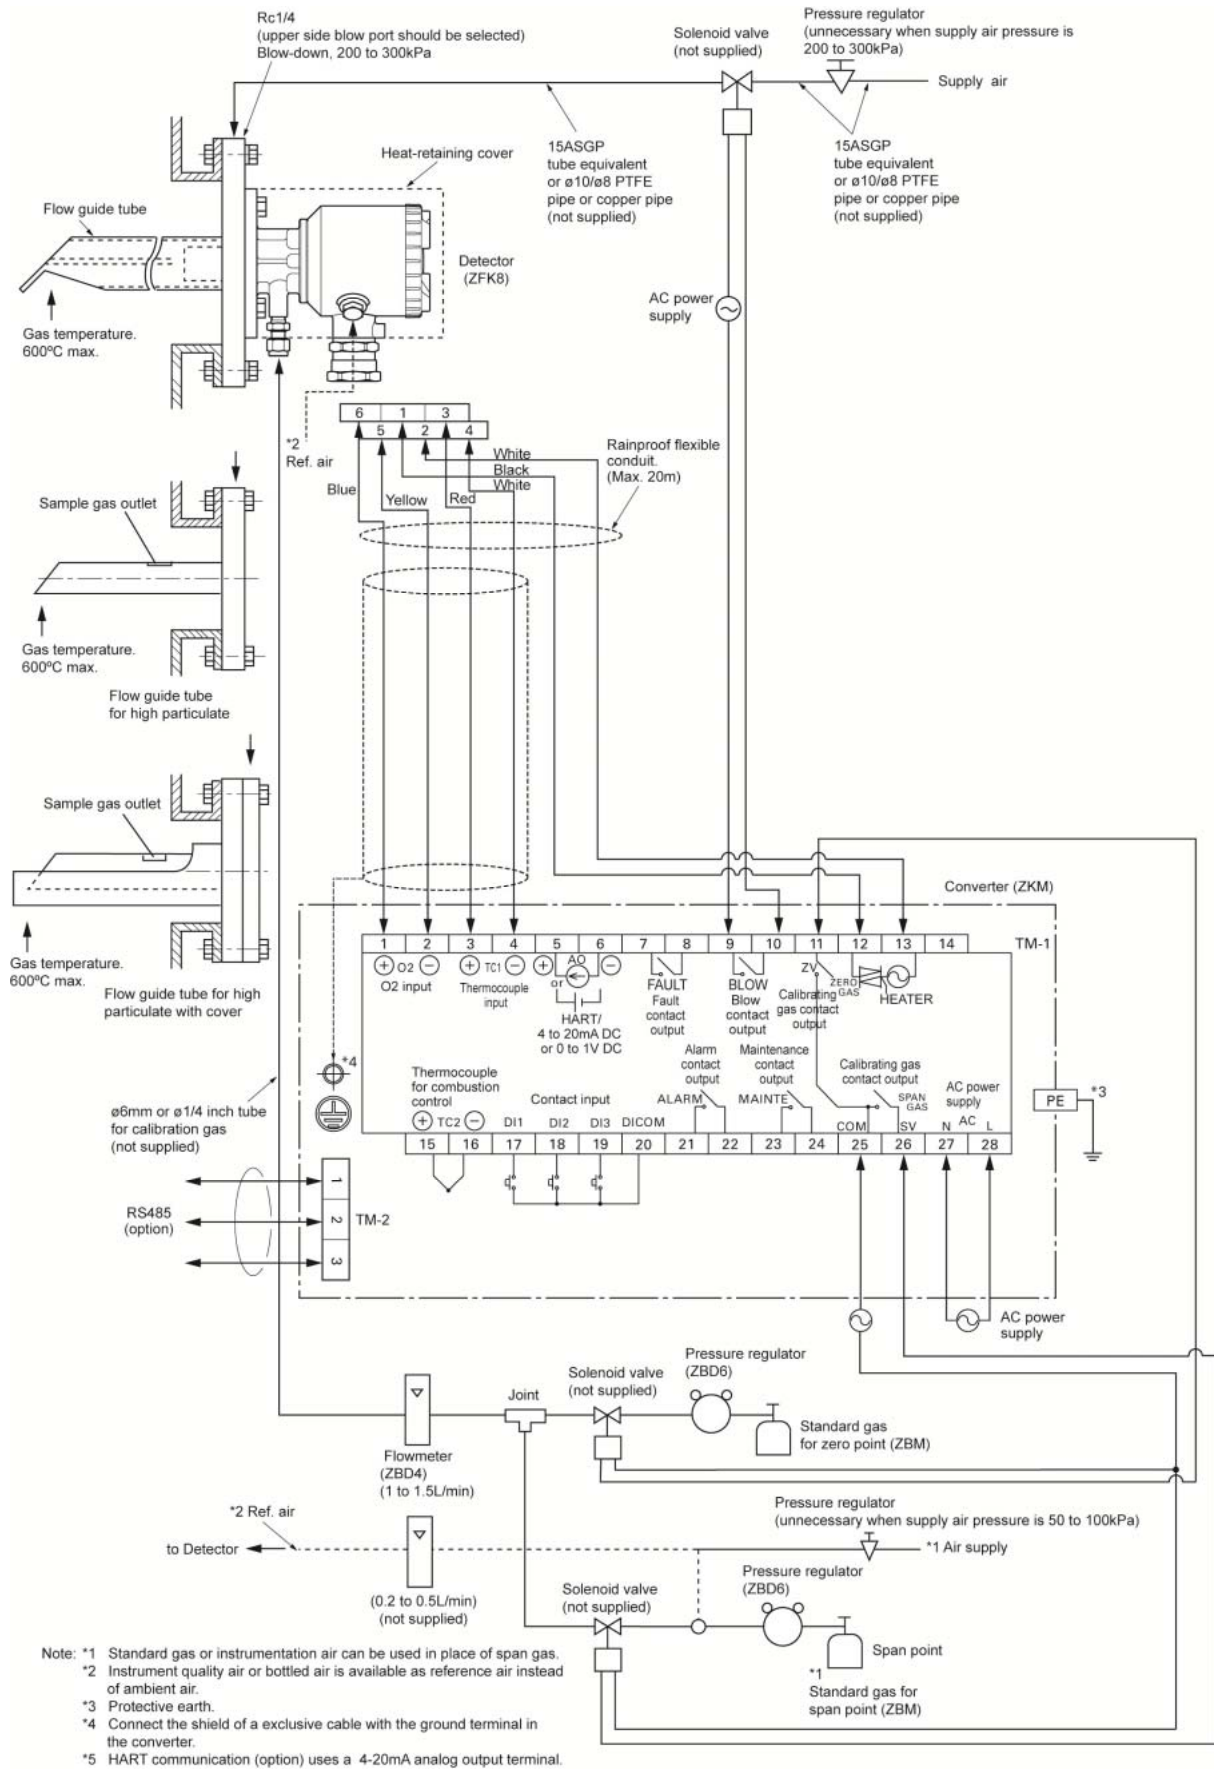 Rc1/4
(upper side blow port should be selected)
Blow-down, 200 to 300kPa
Solenoid valve
(not supplied)
Pressure regulator
(unnecessary when supply air pressure is
200 to 300kPa)
Supply air
15ASGP
tube equivalent
or ø10/ø8 PTFE
pipe or copper pipe
(not supplied)
15ASGP
tube equivalent
or ø10/ø8 PTFE
pipe or copper pipe
(not supplied)
Heat-retaining cover
Flow guide tube
Detector
(ZFK8)
AC power
supply
Gas temperature.
600ºC max.
*2
Ref. air
6 1 3
5 2 4
White
Black
White
Blue
Yellow
Red
Rainproof flexible
conduit.
(Max. 20m)
Sample gas outlet
Gas temperature.
600ºC max.
Flow guide tube
for high particulate
Sample gas outlet
Gas temperature.
600ºC max.
Flow guide tube for high
particulate with cover
Converter (ZKM)
1 2 3 4 5 6 7 8 9 10 11 12 13 14
TM-1
+ O2 −
O2 input
+ TC1 −
Thermocouple
input
+ AO −
or
HART/
4 to 20mA DC
or 0 to 1V DC
FAULT
Fault
contact
output
BLOW
Blow
contact
output
ZV
ZERO
GAS
Calibrating
gas contact
output
HEATER
*4
Thermocouple
for combustion
control
+ TC2 −
Contact input
DI1 DI2 DI3 DICOM
Alarm
contact
output
ALARM
Maintenance
contact
output
MAINTE
Calibrating gas
contact output
SPAN
GAS
COM
SV
AC power
supply
N AC L
PE
*3
15 16 17 18 19 20 21 22 23 24 25 26 27 28
ø6mm or ø1/4 inch tube
for calibration gas
(not supplied)
RS485
(option)
1
2
3
TM-2
AC power
supply
Pressure regulator
(ZBD6)
Solenoid valve
(not supplied)
Joint
Standard gas
for zero point (ZBM)
Flowmeter
(ZBD4)
(1 to 1.5L/min)
*2 Ref. air
to Detector
(0.2 to 0.5L/min)
(not supplied)
Pressure regulator
(unnecessary when supply air pressure is 50 to 100kPa)
*1 Air supply
Solenoid valve
(not supplied)
Pressure regulator
(ZBD6)
Span point
*1
Standard gas for
span point (ZBM)
Note: *1 Standard gas or instrumentation air can be used in place of span gas.
*2 Instrument quality air or bottled air is available as reference air instead
of ambient air.
*3 Protective earth.
*4 Connect the shield of a exclusive cable with the ground terminal in
the converter.
*5 HART communication (option) uses a 4-20mA analog output terminal.